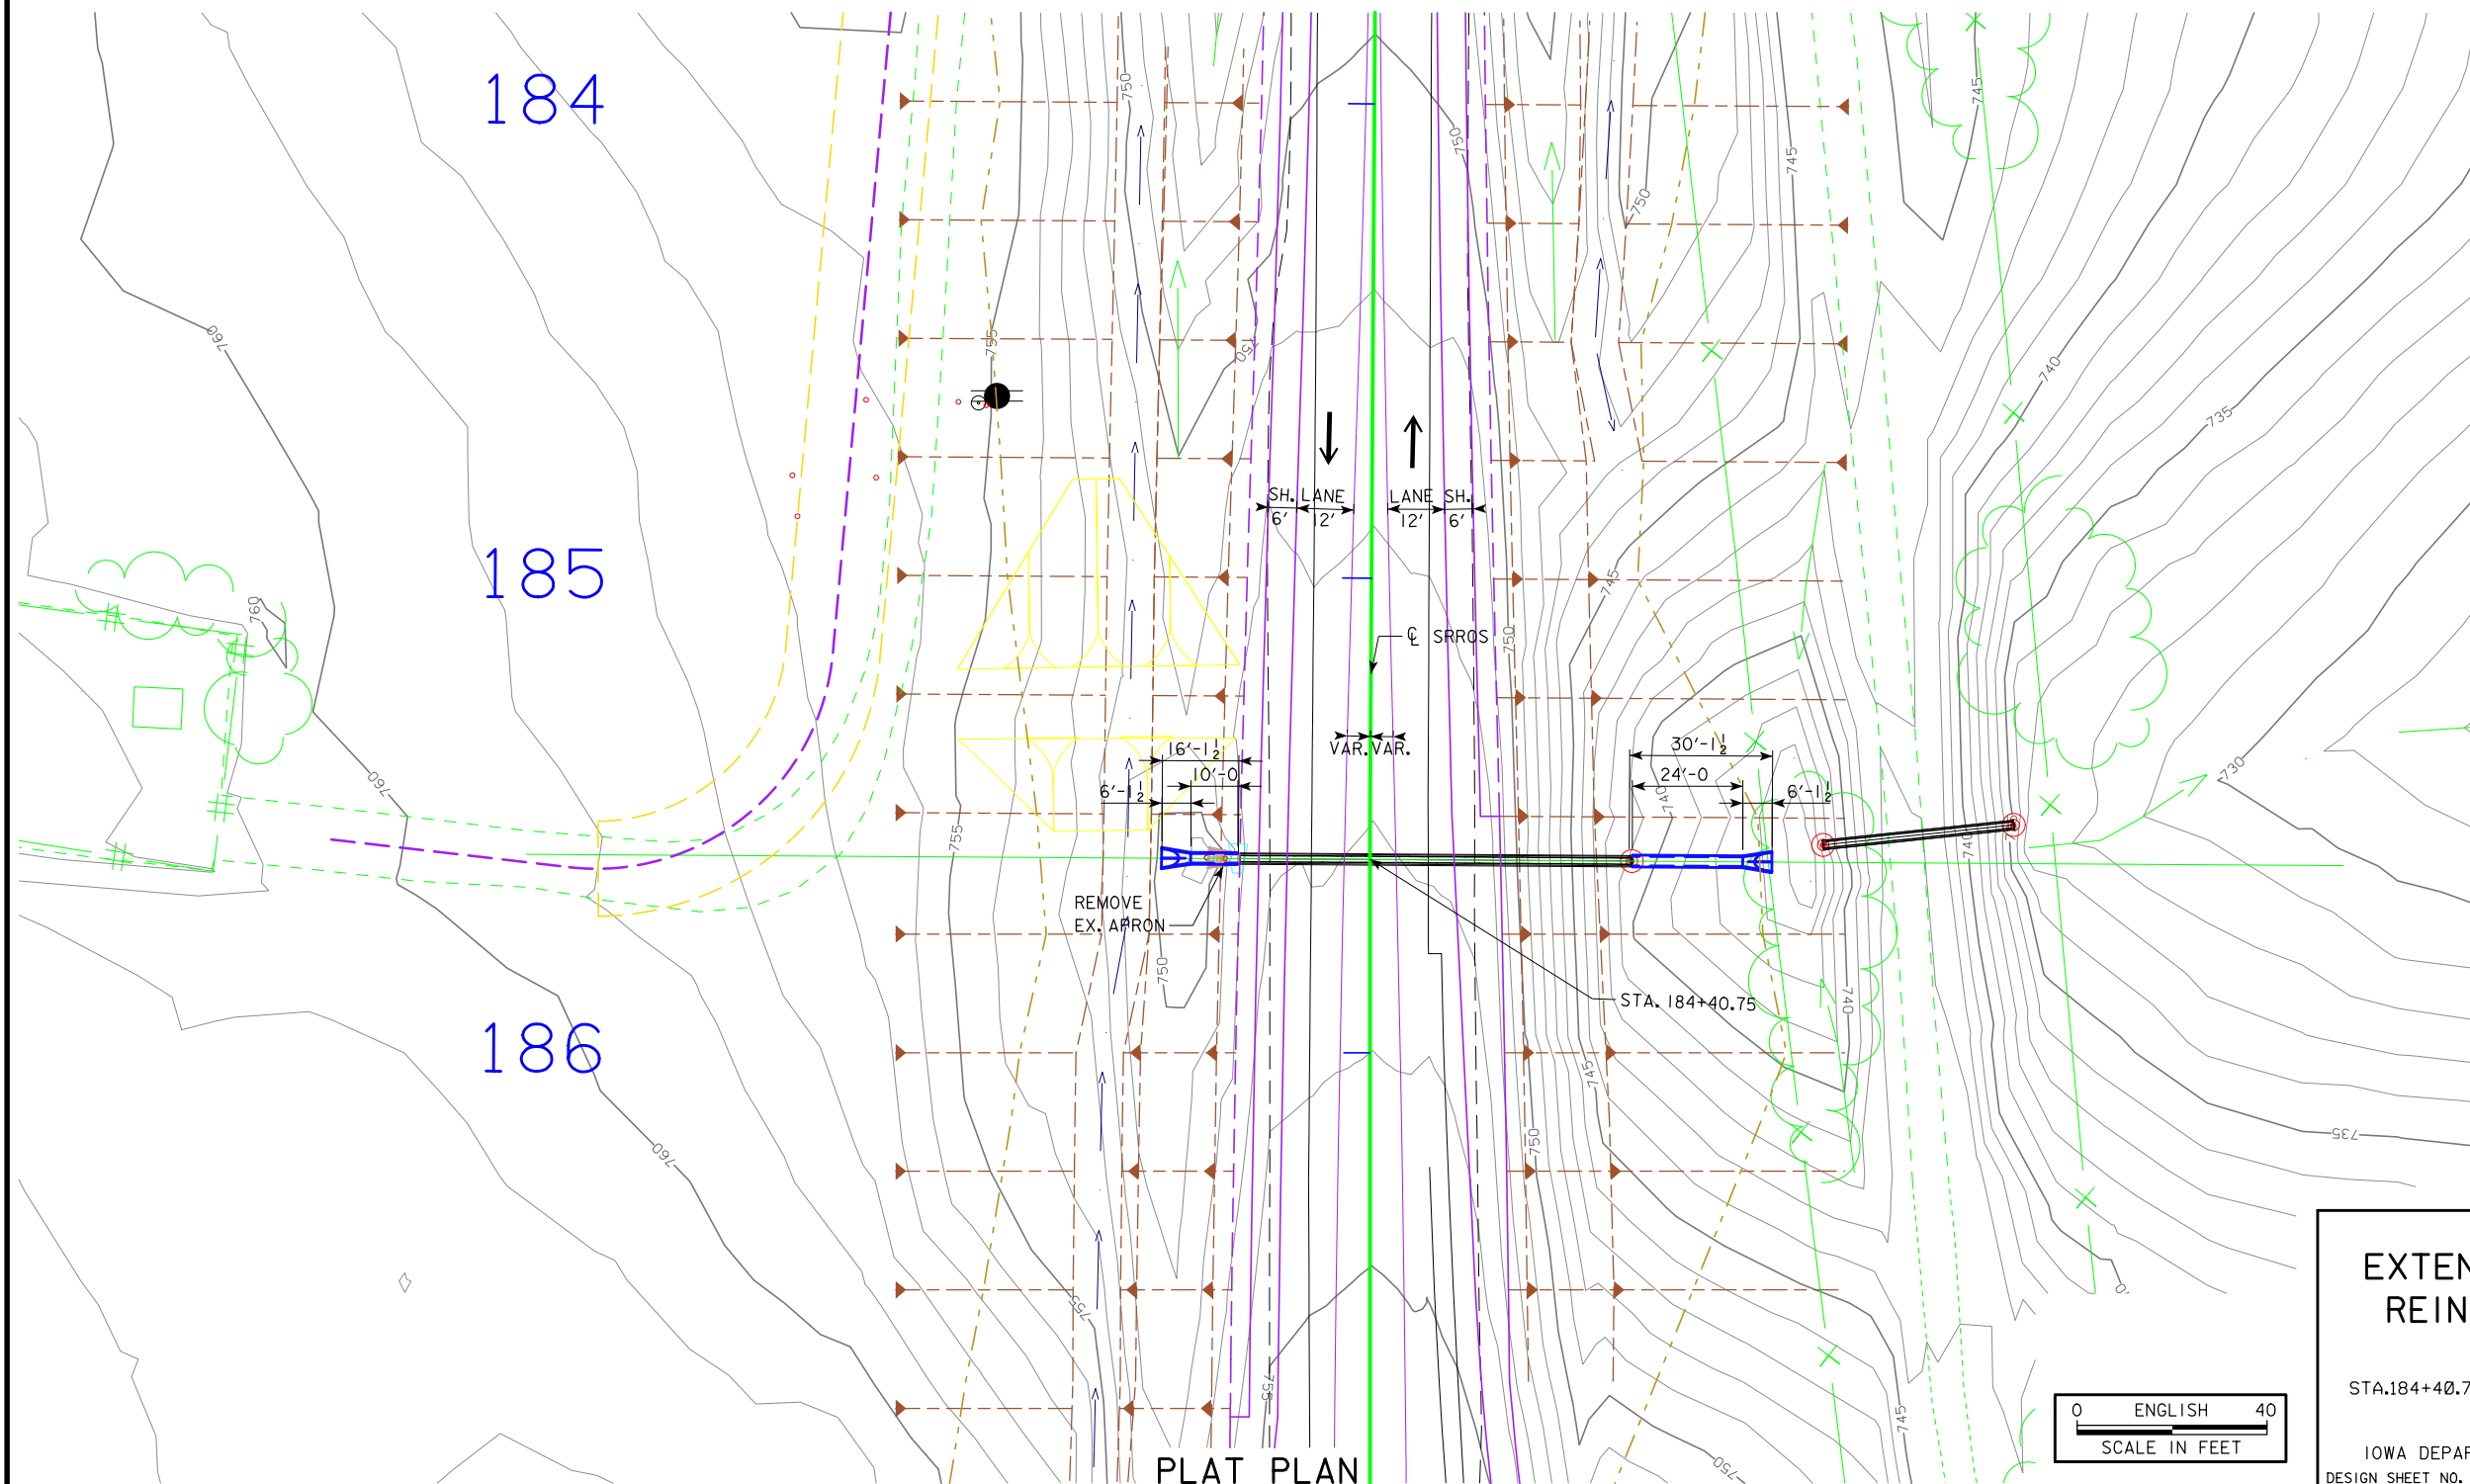 184
750
745
750
745
750
760
755
750
740
735
SH. LANE
6' 12'
LANE SH.
12' 6'
185
745
760
750
℄ SRROS
VAR. VAR.
16'-1½
10'-0
6'-1½
30'-1½
24'-0
6'-1½
730
760
740
755
740
REMOVE
EX. APRON
750
740
STA. 184+40.75
186
745
750
735
760
755
755
745
750
0 ENGLISH 40
SCALE IN FEET
PLAT PLAN
EXTEN
REIN
STA.184+40.7
IOWA DEPAR
DESIGN SHEET NO.